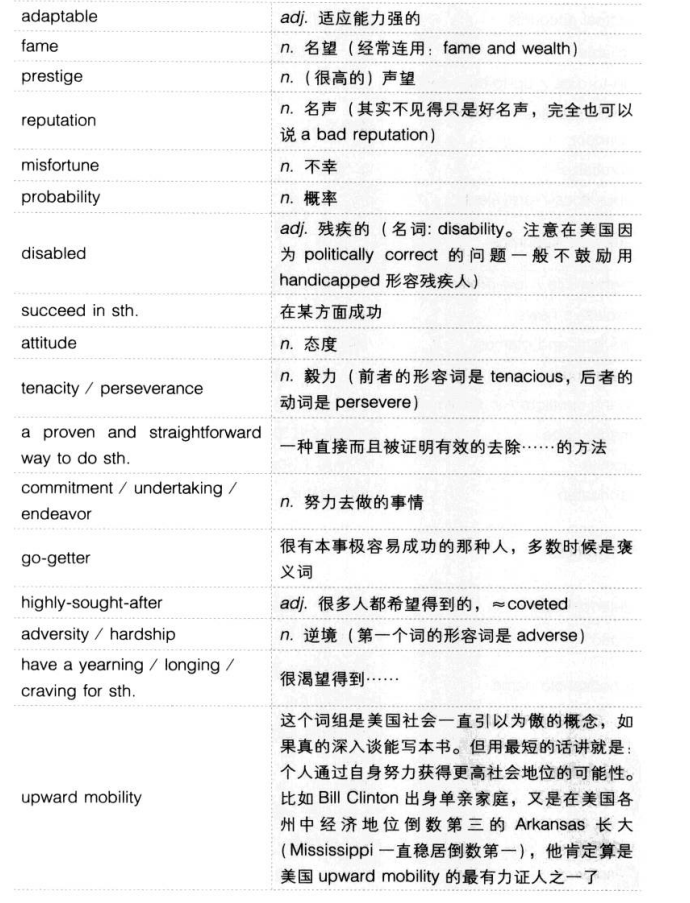 adaptable adj. 适应能力强的
fame n. 名望（经常连用：fame and wealth）
prestige n.（很高的）声望
reputation n. 名声（其实不见得只是好名声，完全也可以
说 a bad reputation）
misfortune n. 不幸
probability n. 概率
disabled adj. 残疾的（名词: disability。注意在美国因
为 politically correct 的问题一般不鼓励用
handicapped 形容残疾人）
succeed in sth. 在某方面成功
attitude n. 态度
tenacity / perseverance n. 毅力（前者的形容词是 tenacious，后者的
动词是 persevere）
a proven and straightforward
way to do sth. 一种直接而且被证明有效的去除……的方法
commitment / undertaking /
endeavor n. 努力去做的事情
go-getter 很有本事极容易成功的那种人，多数时候是褒
义词
highly-sought-after adj. 很多人都希望得到的，≈coveted
adversity / hardship n. 逆境（第一个词的形容词是 adverse）
have a yearning / longing /
craving for sth. 很渴望得到……
upward mobility 这个词组是美国社会一直引以为傲的概念，如
果真的深入谈能写本书。但用最短的话讲就是：
个人通过自身努力获得更高社会地位的可能性。
比如 Bill Clinton 出身单亲家庭，又是在美国各
州中经济地位倒数第三的 Arkansas 长大
（Mississippi 一直稳居倒数第一），他肯定算是
美国 upward mobility 的最有力证人之一了